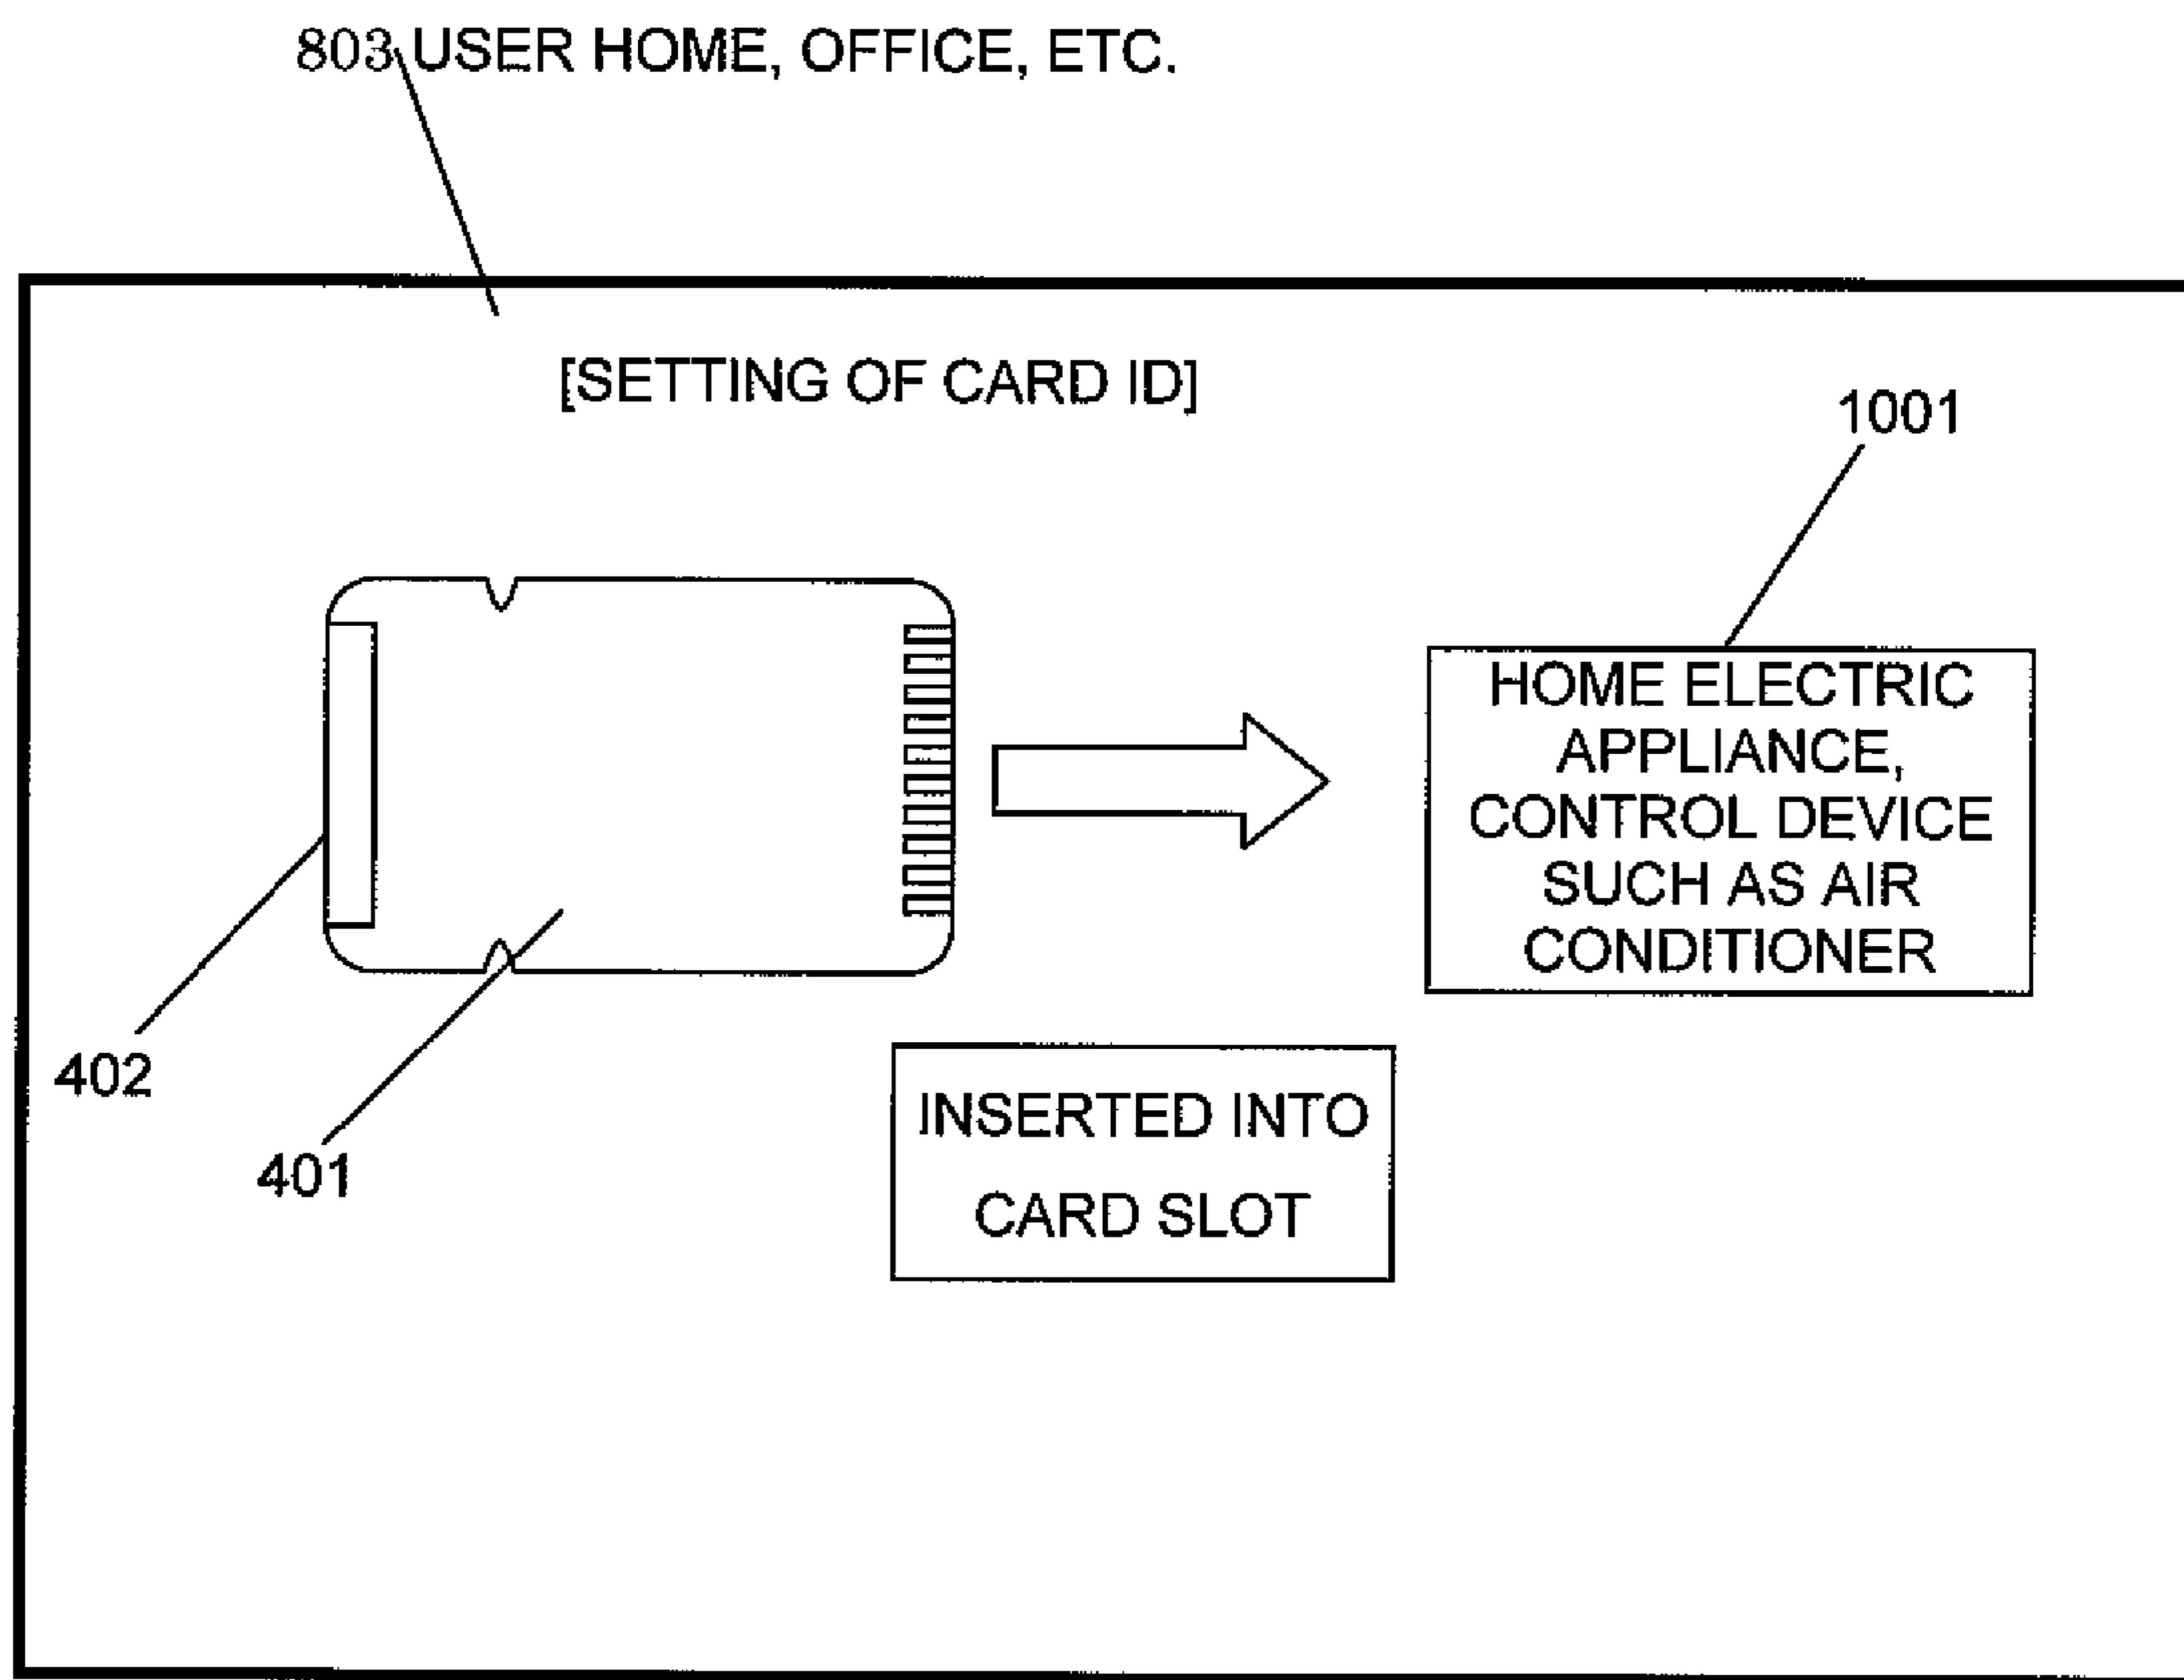 803 USER HOME, OFFICE, ETC.
[SETTING OF CARD ID]
1001
HOME ELECTRIC
APPLIANCE,
CONTROL DEVICE
SUCH AS AIR
CONDITIONER
402
401
INSERTED INTO
CARD SLOT